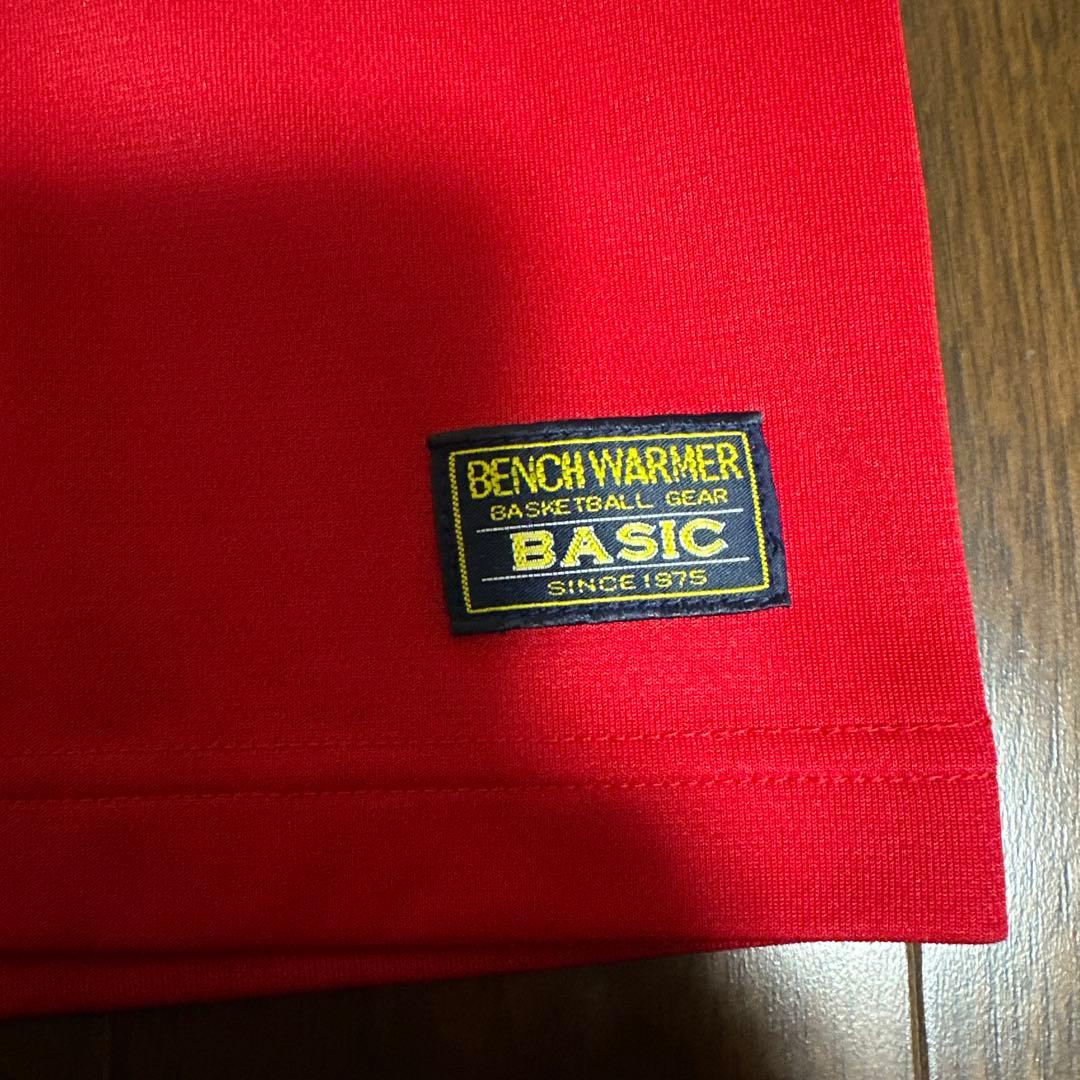 BENCH WARMER
BASKETBALL GEAR
BASIC
SINCE 1975